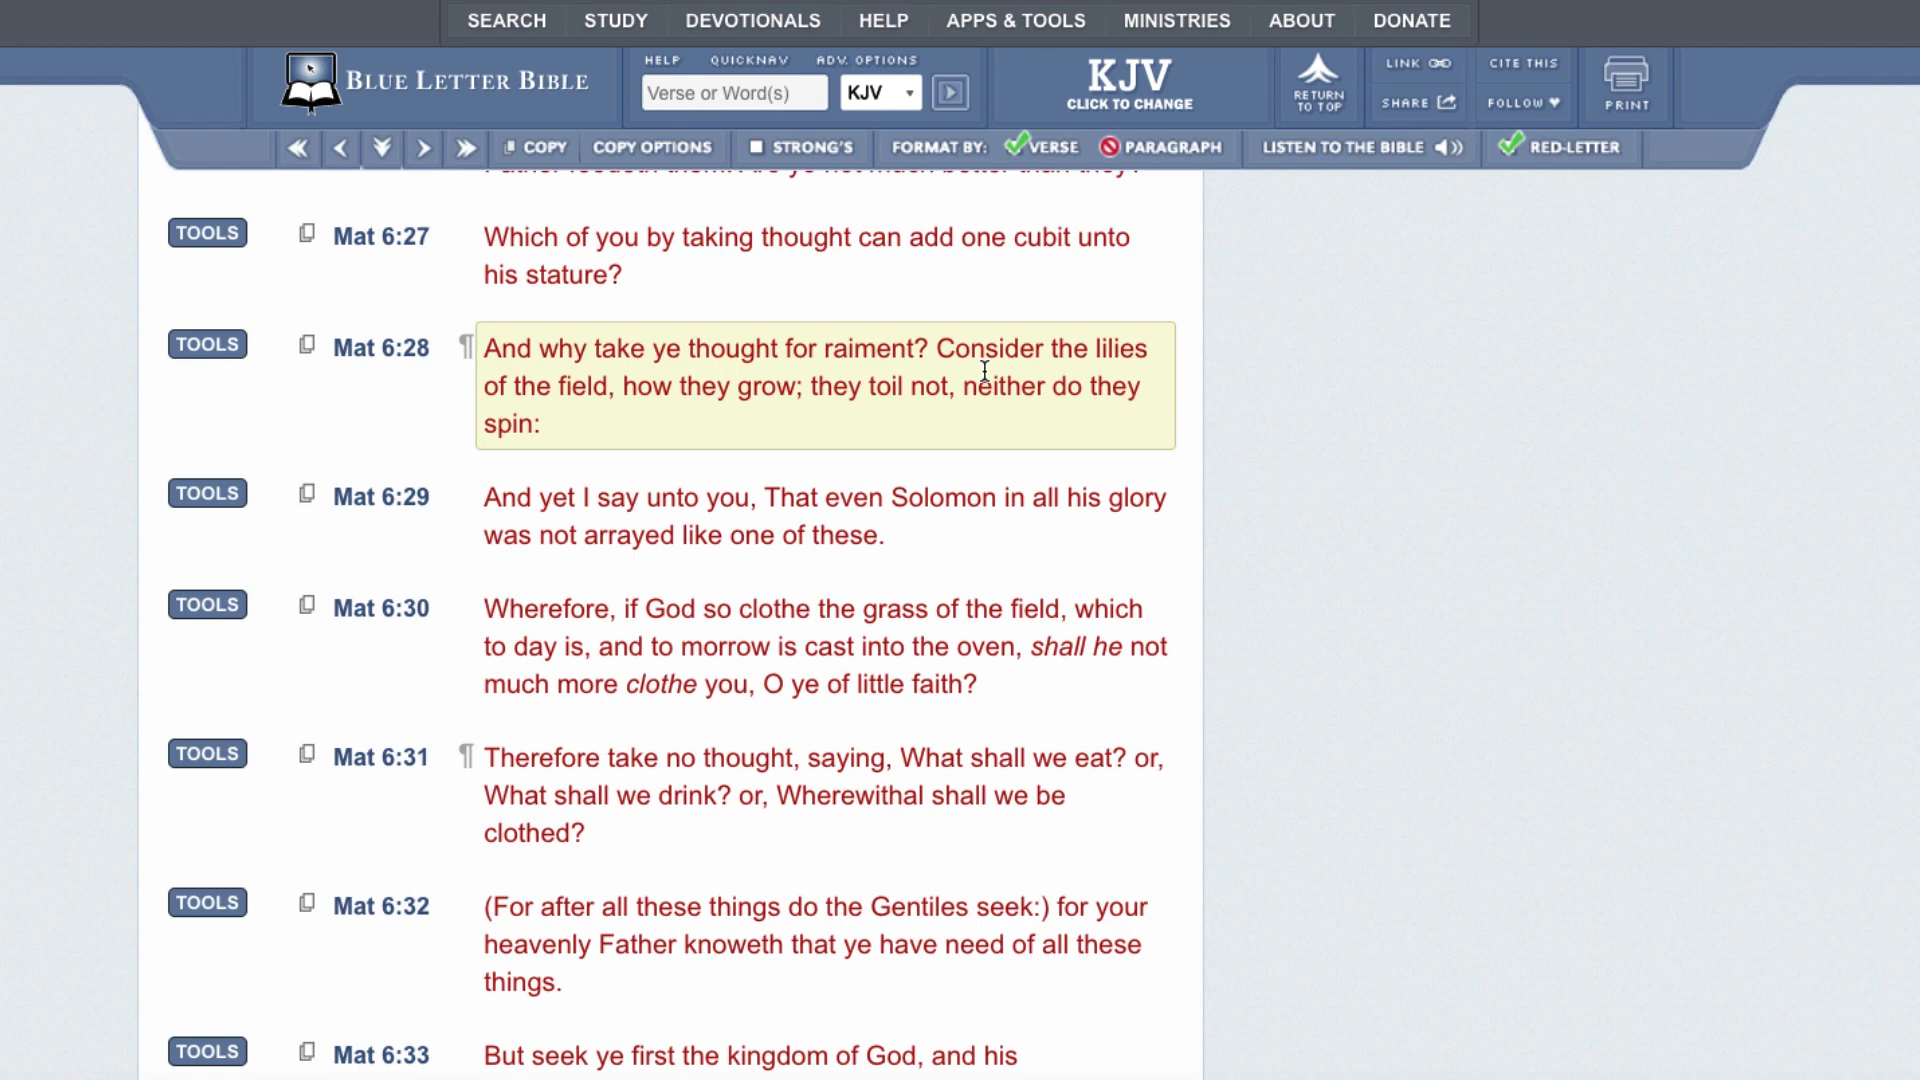 SEARCH STUDY DEVOTIONALS HELP APPS & TOOLS MINISTRIES ABOUT DONATE
BLUE LETTER BIBLE
HELP QUICKNAV ADV. OPTIONS
Verse or Word(s) KJV
KJV
CLICK TO CHANGE
RETURN
TO TOP
LINK
SHARE
CITE THIS
FOLLOW
PRINT
COPY COPY OPTIONS STRONG'S FORMAT BY: VERSE PARAGRAPH LISTEN TO THE BIBLE RED-LETTER
Father feedeth them. Are ye not much better than they?
TOOLS Mat 6:27 Which of you by taking thought can add one cubit unto
his stature?
TOOLS Mat 6:28 ¶ And why take ye thought for raiment? Consider the lilies
of the field, how they grow; they toil not, neither do they
spin:
TOOLS Mat 6:29 And yet I say unto you, That even Solomon in all his glory
was not arrayed like one of these.
TOOLS Mat 6:30 Wherefore, if God so clothe the grass of the field, which
to day is, and to morrow is cast into the oven, shall he not
much more clothe you, O ye of little faith?
TOOLS Mat 6:31 ¶ Therefore take no thought, saying, What shall we eat? or,
What shall we drink? or, Wherewithal shall we be
clothed?
TOOLS Mat 6:32 (For after all these things do the Gentiles seek:) for your
heavenly Father knoweth that ye have need of all these
things.
TOOLS Mat 6:33 But seek ye first the kingdom of God, and his